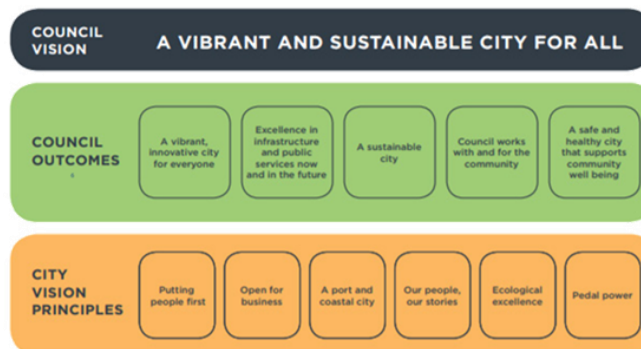 COUNCIL
VISION
A VIBRANT AND SUSTAINABLE CITY FOR ALL
COUNCIL
OUTCOMES
A vibrant,
innovative city
for everyone
Excellence in
infrastructure
and public
services now
and in the future
A sustainable
city
Council works
with and for the
community
A safe and
healthy city
that supports
community
well being
CITY
VISION
PRINCIPLES
Putting
people first
Open for
business
A port and
coastal city
Our people,
our stories
Ecological
excellence
Pedal power